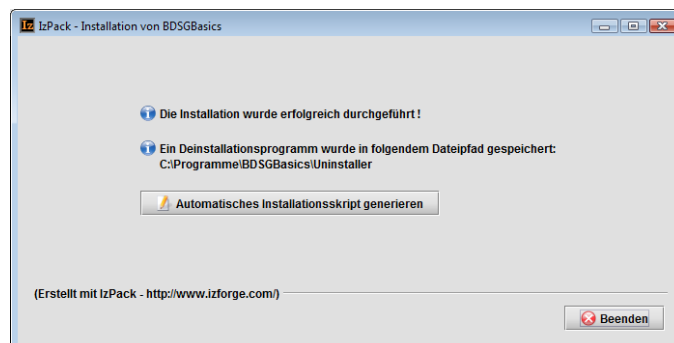 Iz IzPack - Installation von BDSGBasics
Die Installation wurde erfolgreich durchgeführt !
Ein Deinstallationsprogramm wurde in folgendem Dateipfad gespeichert:
C:\Programme\BDSGBasics\Uninstaller
Automatisches Installationsskript generieren
(Erstellt mit IzPack - http://www.izforge.com/)
Beenden